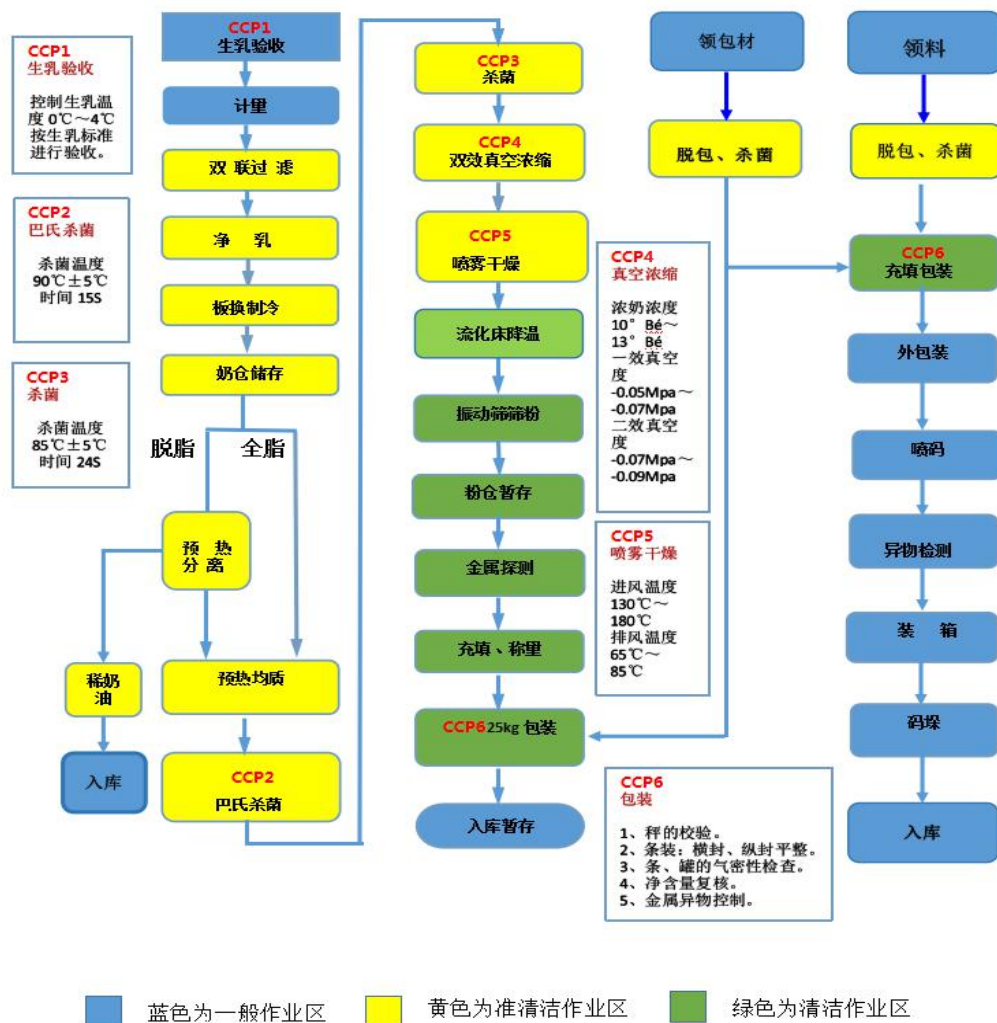 CCP1
生乳验收
控制生乳温
度 0℃～4℃
按生乳标准
进行验收。
CCP2
巴氏杀菌
杀菌温度
90℃±5℃
时间 15S
CCP3
杀菌
杀菌温度
85℃±5℃
时间 24S
CCP1
生乳验收
计量
双 联过 滤
净 乳
板换制冷
奶仓储存
脱脂
全脂
预 热
分 离
稀奶
油
入库
预热均质
CCP2
巴氏杀菌
CCP3
杀菌
CCP4
双效真空浓缩
CCP5
喷雾干燥
流化床降温
振动筛筛粉
粉仓暂存
金属探测
充填、称量
CCP6 25kg 包装
入库暂存
CCP4
真空浓缩
浓奶浓度
10° Bé～
13° Bé
一效真空
度
-0.05Mpa～
-0.07Mpa
二效真空
度
-0.07Mpa～
-0.09Mpa
CCP5
喷雾干燥
进风温度
130℃～
180℃
排风温度
65℃～
85℃
CCP6
包装
1、秤的校验。
2、条装：横封、纵封平整。
3、条、罐的气密性检查。
4、净含量复核。
5、金属异物控制。
领包材
脱包、杀菌
领料
脱包、杀菌
CCP6
充填包装
外包装
喷码
异物检测
装 箱
码垛
入库
蓝色为一般作业区
黄色为准清洁作业区
绿色为清洁作业区